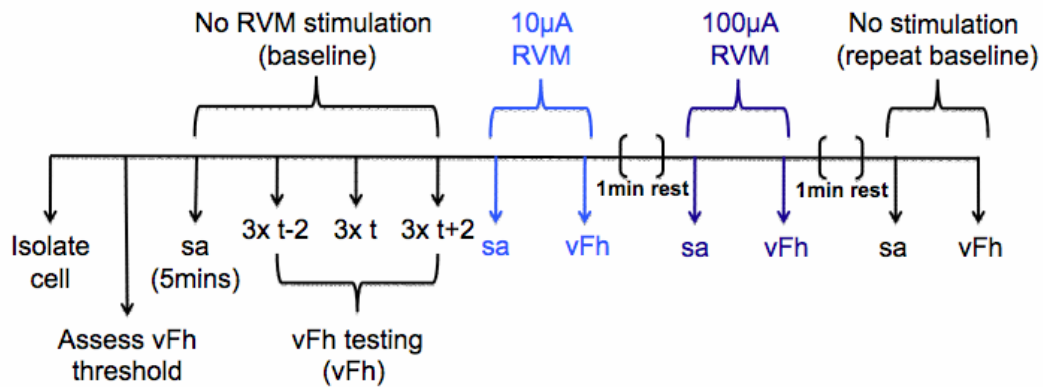 No RVM stimulation
(baseline)
10µA
RVM
100µA
RVM
No stimulation
(repeat baseline)
1min rest
1min rest
Isolate
cell
Assess vFh
threshold
sa
(5mins)
3x t-2
3x t
3x t+2
vFh testing
(vFh)
sa
vFh
sa
vFh
sa
vFh